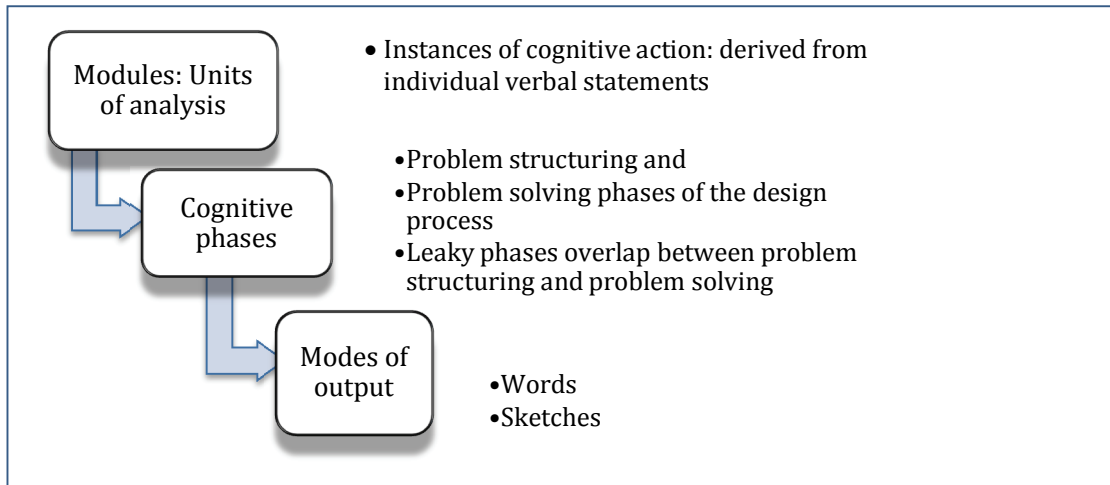 Modules: Units
of analysis
• Instances of cognitive action: derived from
individual verbal statements
Cognitive
phases
•Problem structuring and
•Problem solving phases of the design
process
•Leaky phases overlap between problem
structuring and problem solving
Modes of
output
•Words
•Sketches